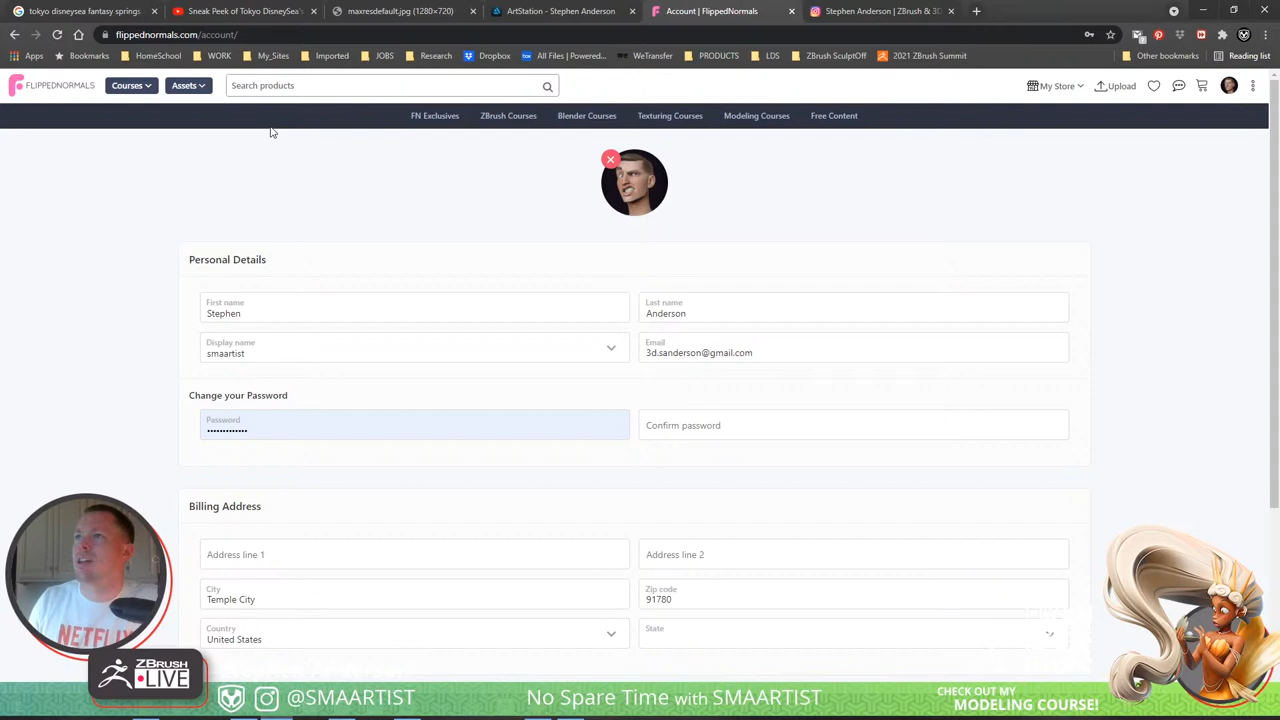 tokyo disneysea fantasy springs
Sneak Peek of Tokyo DisneySea's
maxresdefault.jpg (1280×720)
ArtStation - Stephen Anderson
Account | FlippedNormals
Stephen Anderson | ZBrush & 3D
flippednormals.com/account/
Apps
Bookmarks
HomeSchool
WORK
My_Sites
Imported
JOBS
Research
Dropbox
All Files | Powered...
WeTransfer
PRODUCTS
LDS
ZBrush SculptOff
2021 ZBrush Summit
Other bookmarks
Reading list
FLIPPEDNORMALS
Courses
Assets
Search products
My Store
Upload
FN Exclusives
ZBrush Courses
Blender Courses
Texturing Courses
Modeling Courses
Free Content
Personal Details
First name
Stephen
Last name
Anderson
Display name
smaartist
Email
3d.sanderson@gmail.com
Change your Password
Password
•••••••••••••
Confirm password
Billing Address
Address line 1
Address line 2
City
Temple City
Zip code
91780
Country
United States
State
NETFLIX
ZBRUSH
LIVE
@SMAARTIST
No Spare Time with SMAARTIST
CHECK OUT MY
MODELING COURSE!